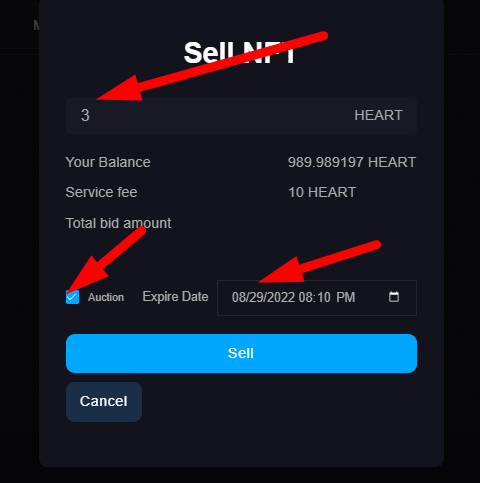 M
Sell NFT
3 HEART
Your Balance 989.989197 HEART
Service fee 10 HEART
Total bid amount
Auction Expire Date 08/29/2022 08:10 PM
Sell
Cancel